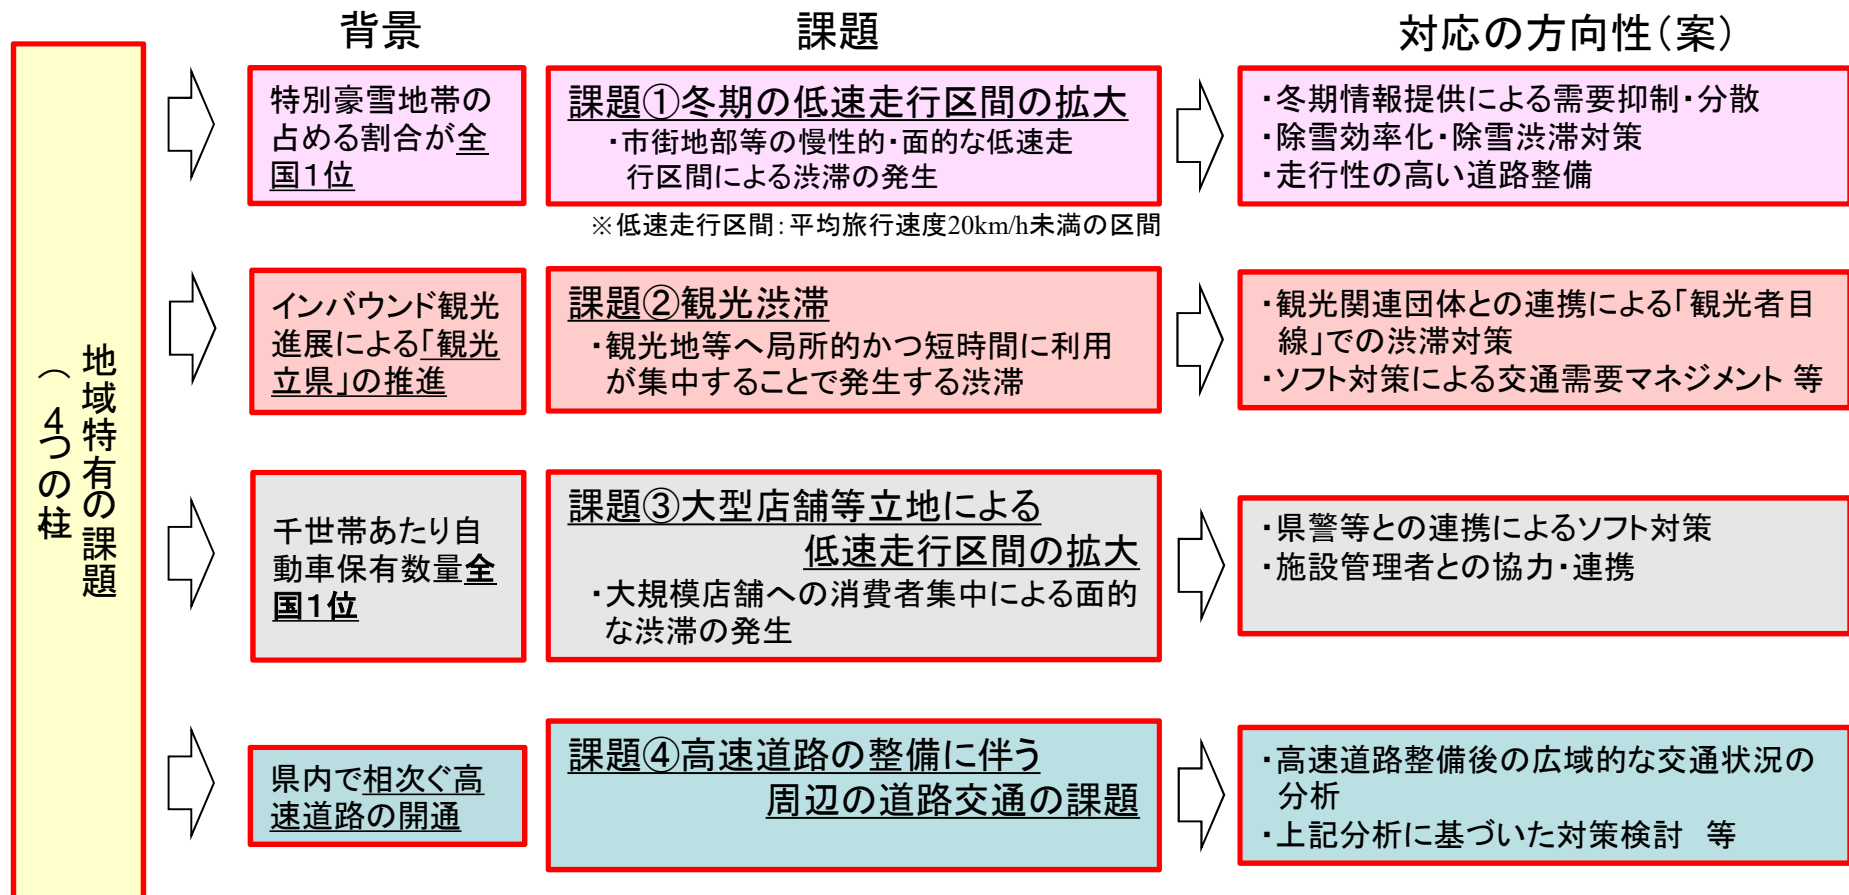 背景
課題
対応の方向性(案)
地域特有の課題
(4つの柱
特別豪雪地帯の
占める割合が全
国1位
課題①冬期の低速走行区間の拡大
・市街地部等の慢性的・面的な低速走
行区間による渋滞の発生
※低速走行区間:平均旅行速度20km/h未満の区間
・冬期情報提供による需要抑制・分散
・除雪効率化・除雪渋滞対策
・走行性の高い道路整備
インバウンド観光
進展による「観光
立県」の推進
課題②観光渋滞
・観光地等へ局所的かつ短時間に利用
が集中することで発生する渋滞
・観光関連団体との連携による「観光者目
線」での渋滞対策
・ソフト対策による交通需要マネジメント 等
千世帯あたり自
動車保有数量全
国1位
課題③大型店舗等立地による
低速走行区間の拡大
・大規模店舗への消費者集中による面的
な渋滞の発生
・県警等との連携によるソフト対策
・施設管理者との協力・連携
県内で相次ぐ高
速道路の開通
課題④高速道路の整備に伴う
周辺の道路交通の課題
・高速道路整備後の広域的な交通状況の
分析
・上記分析に基づいた対策検討 等